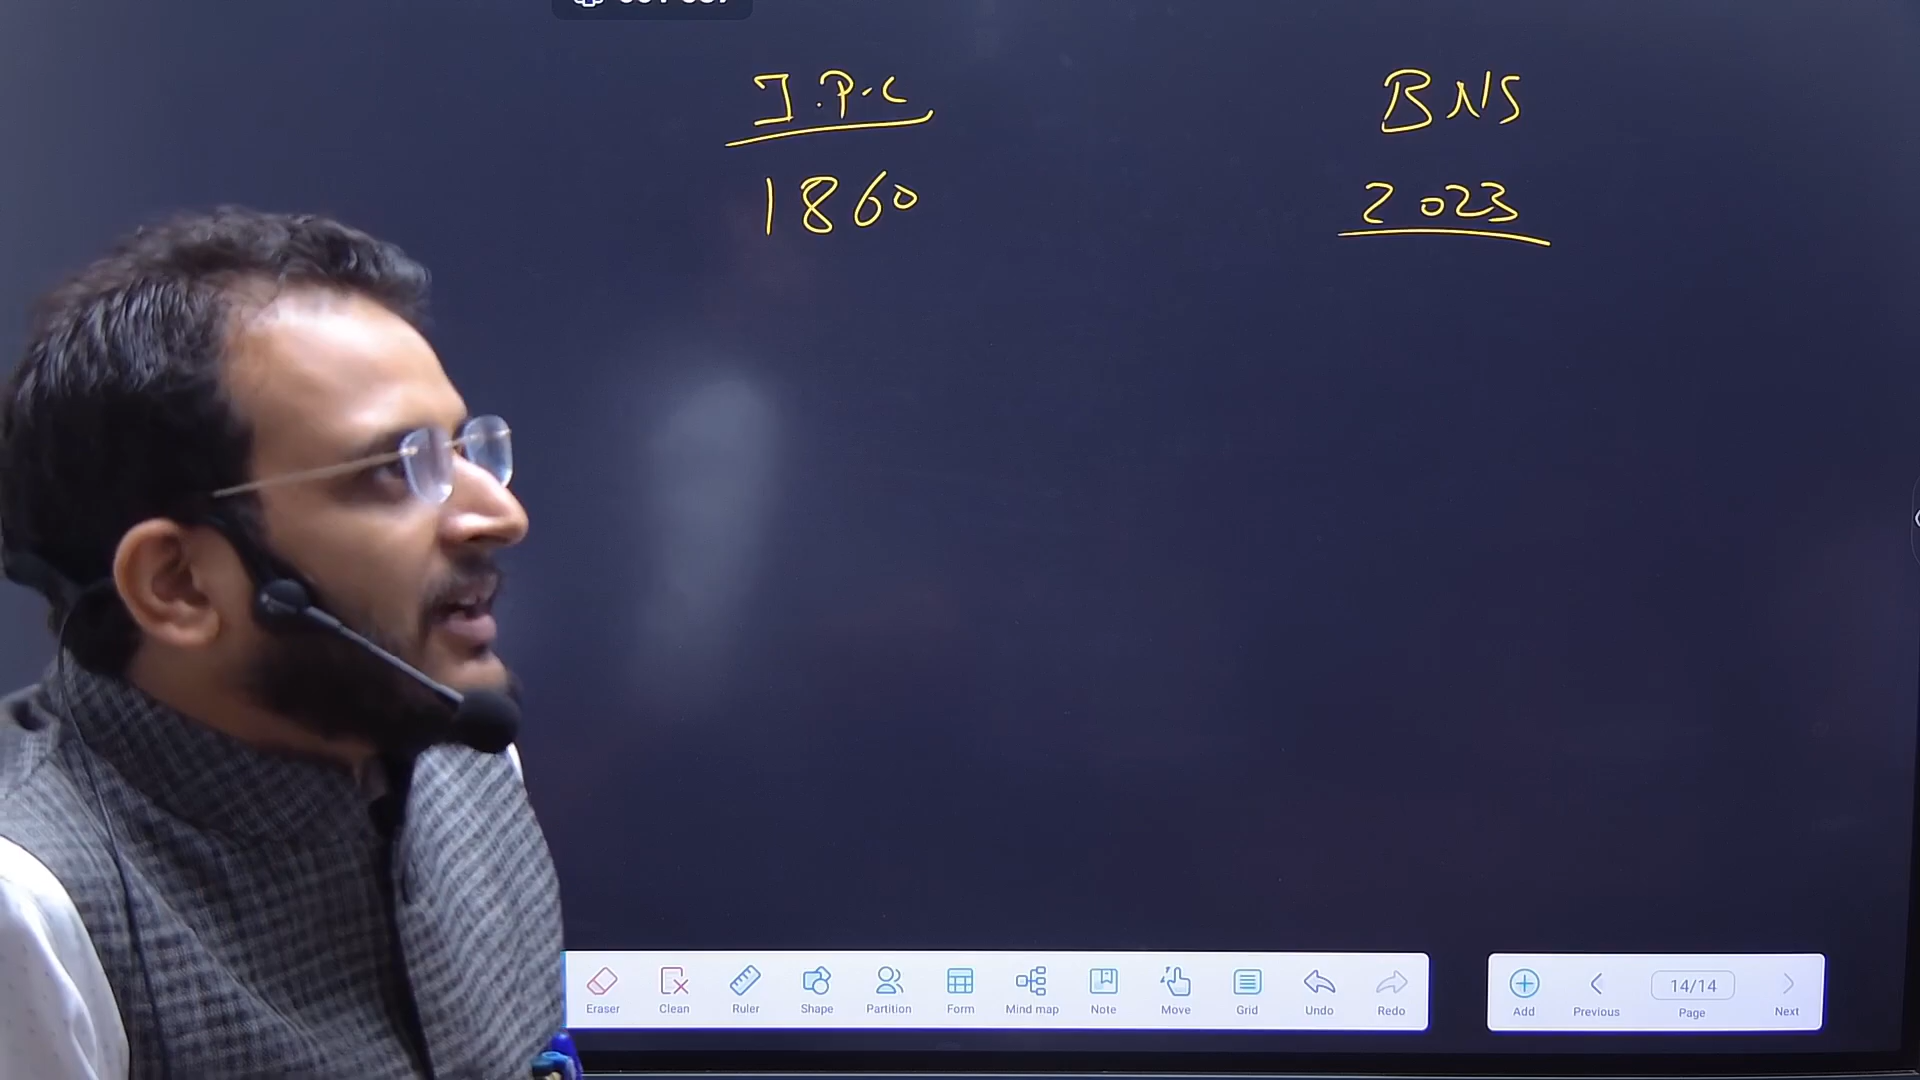 I.P.C
BNS
1860
2023
Eraser
Clean
Ruler
Shape
Partition
Form
Mind map
Note
Move
Grid
Undo
Redo
Add
Previous
14/14
Page
Next